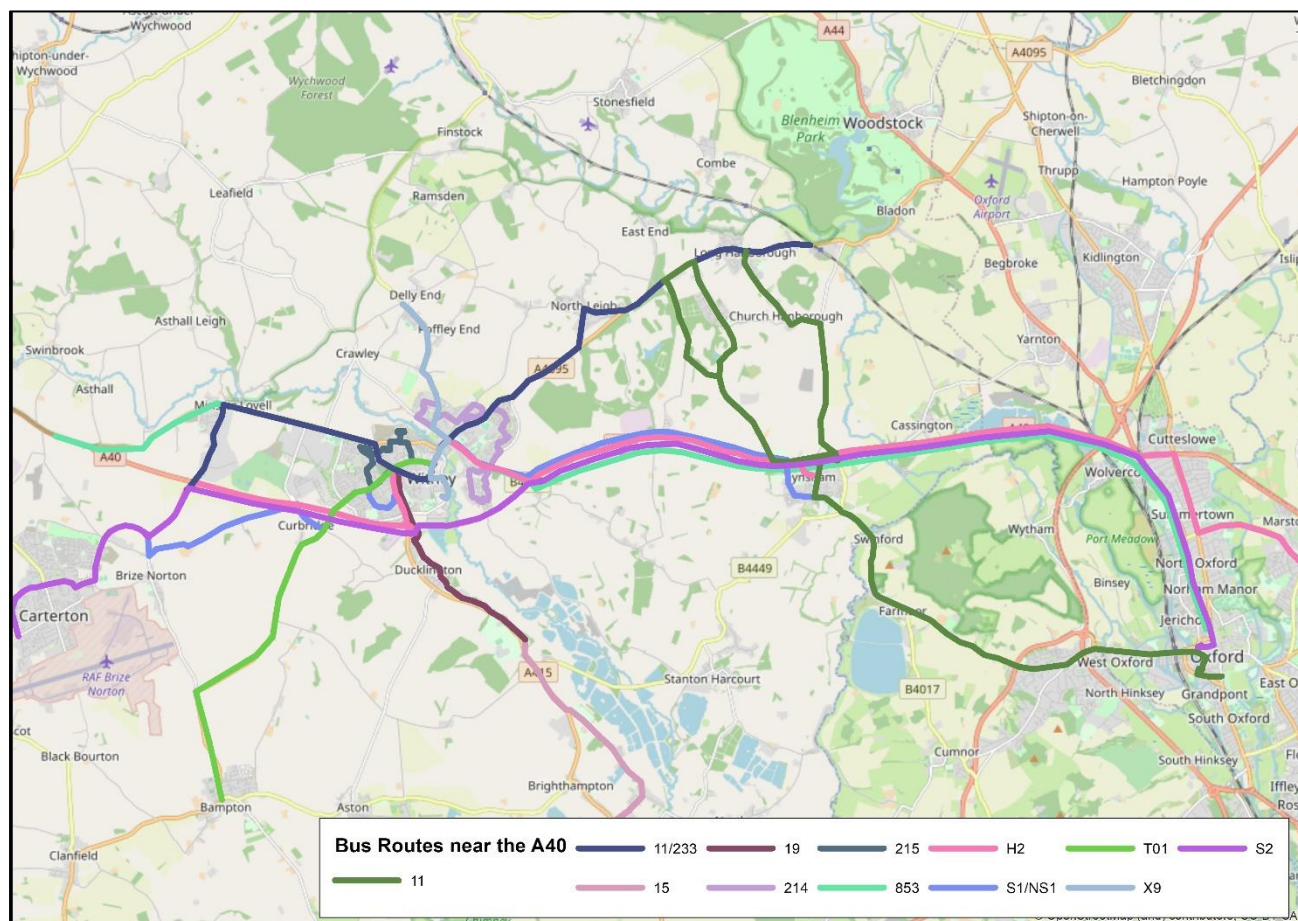 Ascott-under-
Wychwood
Shipton-under-
Wychwood
Wychwood
Forest
Stonesfield
A44
A4095
Bletchingdon
Finstock
Blenheim
Park
Woodstock
Shipton-on-
Cherwell
Combe
Thrupp
Leafield
Ramsden
Oxford
Airport
Hampton Poyle
East End
Bladon
Long Hanborough
Begbroke
Kidlington
Delly End
North Leigh
Church Hanborough
Asthall Leigh
Poffley End
Yarnton
Swinbrook
Crawley
A4095
Asthall
Minster Lovell
Cassington
A40
Cutteslowe
A40
Witney
Wolvercote
Eynsham
Summertown
Curbridge
Wytham
Port Meadow
Swinford
Brize Norton
Ducklington
B4449
Binsey
North Oxford
Norham Manor
Carterton
Farmoor
Jericho
Oxford
RAF Brize
Norton
A415
Stanton Harcourt
West Oxford
B4017
North Hinksey
Grandpont
South Oxford
Black Bourton
Cumnor
South Hinksey
Bampton
Aston
Brighthampton
Clanfield
Bus Routes near the A40
11/233
19
215
H2
T01
S2
11
15
214
853
S1/NS1
X9